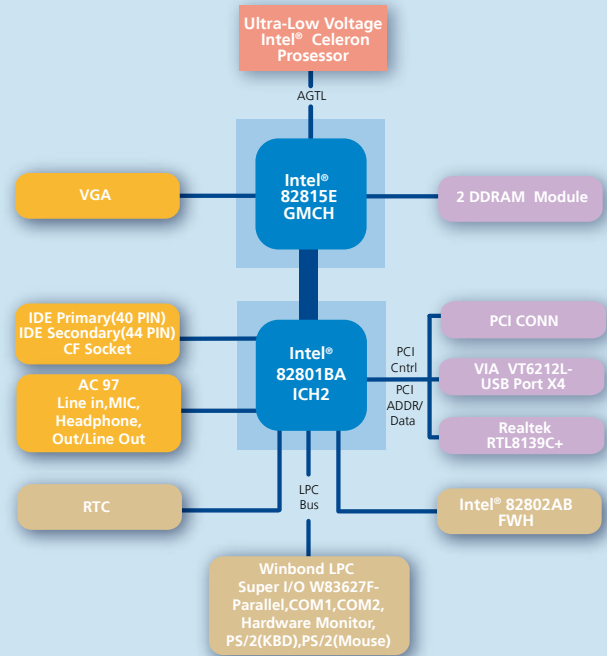 Ultra-Low Voltage
Intel® Celeron
Prosessor
AGTL
Intel®
82815E
GMCH
VGA
2 DDRAM Module
IDE Primary(40 PIN)
IDE Secondary(44 PIN)
CF Socket
AC 97
Line in,MIC,
Headphone,
Out/Line Out
Intel®
82801BA
ICH2
PCI
Cntrl
PCI
ADDR/
Data
PCI CONN
VIA VT6212L-
USB Port X4
Realtek
RTL8139C+
RTC
LPC
Bus
Intel® 82802AB
FWH
Winbond LPC
Super I/O W83627F-
Parallel,COM1,COM2,
Hardware Monitor,
PS/2(KBD),PS/2(Mouse)